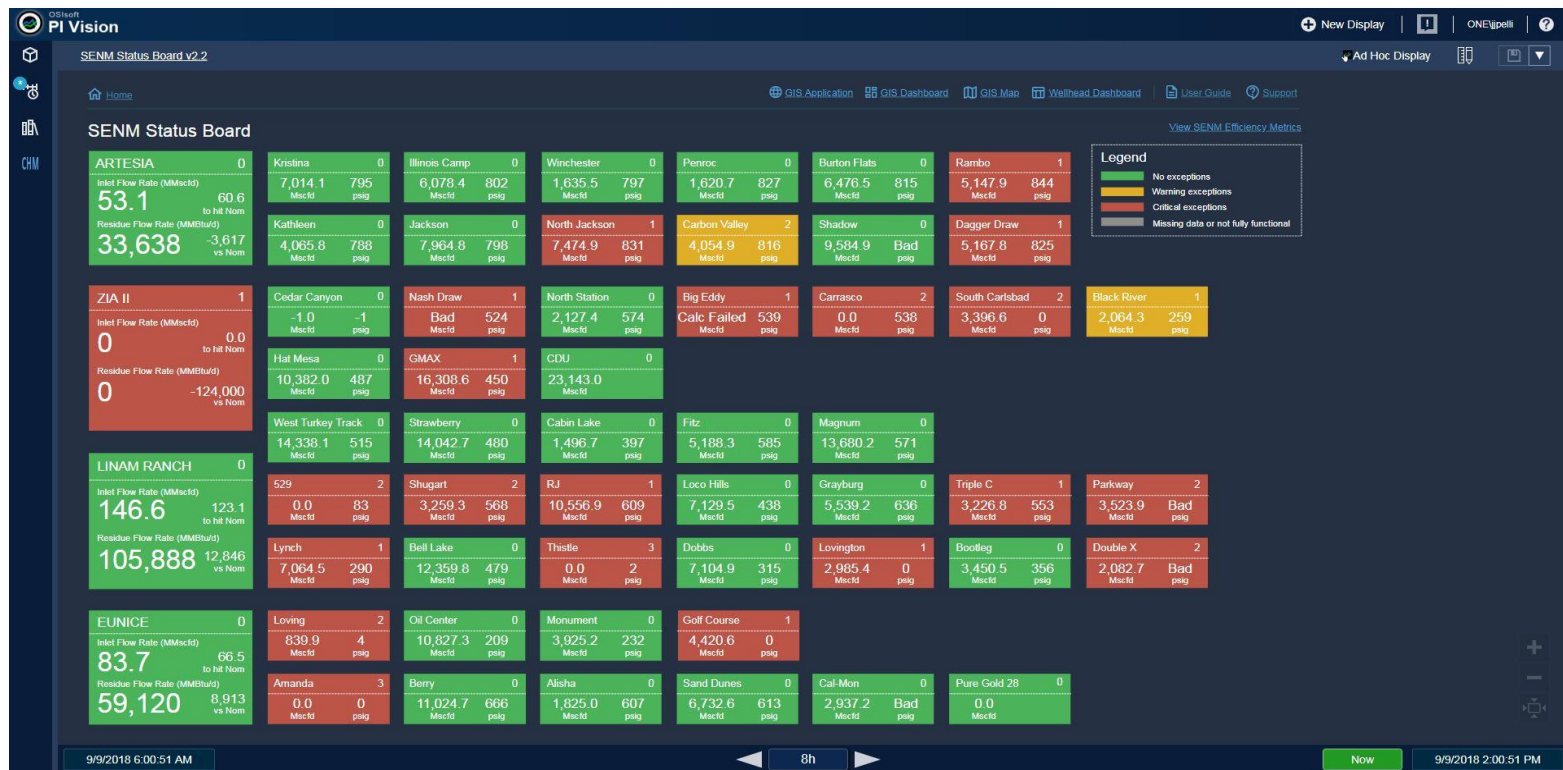 OSIsoft
PI Vision
New Display
ONE\jjpelli
SENM Status Board v2.2
Ad Hoc Display
CHM
Home
GIS Application GIS Dashboard GIS Map Wellhead Dashboard User Guide Support
SENM Status Board
View SENM Efficiency Metrics
Legend
No exceptions
Warning exceptions
Critical exceptions
Missing data or not fully functional
ARTESIA 0
Inlet Flow Rate (MMscfd)
53.1 60.6
to hit Nom
Residue Flow Rate (MMBtu/d)
33,638 -3,617
vs Nom
Kristina 0
7,014.1 795
Mscfd psig
Illinois Camp 0
6,078.4 802
Mscfd psig
Winchester 0
1,635.5 797
Mscfd psig
Penroc 0
1,620.7 827
Mscfd psig
Burton Flats 0
6,476.5 815
Mscfd psig
Rambo 1
5,147.9 844
Mscfd psig
Kathleen 0
4,065.8 788
Mscfd psig
Jackson 0
7,964.8 798
Mscfd psig
North Jackson 1
7,474.9 831
Mscfd psig
Carbon Valley 2
4,054.9 816
Mscfd psig
Shadow 0
9,584.9 Bad
Mscfd psig
Dagger Draw 1
5,167.8 825
Mscfd psig
ZIA II 1
Inlet Flow Rate (MMscfd)
0 0.0
to hit Nom
Residue Flow Rate (MMBtu/d)
0 -124,000
vs Nom
Cedar Canyon 0
-1.0 -1
Mscfd psig
Nash Draw 1
Bad 524
Mscfd psig
North Station 0
2,127.4 574
Mscfd psig
Big Eddy 1
Calc Failed 539
Mscfd psig
Carrasco 2
0.0 538
Mscfd psig
South Carlsbad 2
3,396.6 0
Mscfd psig
Black River 1
2,064.3 259
Mscfd psig
Hat Mesa 0
10,382.0 487
Mscfd psig
GMAX 1
16,308.6 450
Mscfd psig
CDU 0
23,143.0
Mscfd
LINAM RANCH 0
Inlet Flow Rate (MMscfd)
146.6 123.1
to hit Nom
Residue Flow Rate (MMBtu/d)
105,888 12,846
vs Nom
West Turkey Track 0
14,338.1 515
Mscfd psig
Strawberry 0
14,042.7 480
Mscfd psig
Cabin Lake 0
1,496.7 397
Mscfd psig
Fitz 0
5,188.3 585
Mscfd psig
Magnum 0
13,680.2 571
Mscfd psig
529 2
0.0 83
Mscfd psig
Shugart 2
3,259.3 568
Mscfd psig
RJ 1
10,556.9 609
Mscfd psig
Loco Hills 0
7,129.5 438
Mscfd psig
Grayburg 0
5,539.2 636
Mscfd psig
Triple C 1
3,226.8 553
Mscfd psig
Parkway 2
3,523.9 Bad
Mscfd psig
Lynch 1
7,064.5 290
Mscfd psig
Bell Lake 0
12,359.8 479
Mscfd psig
Thistle 3
0.0 2
Mscfd psig
Dobbs 0
7,104.9 315
Mscfd psig
Lovington 1
2,985.4 0
Mscfd psig
Bootleg 0
3,450.5 356
Mscfd psig
Double X 2
2,082.7 Bad
Mscfd psig
EUNICE 0
Inlet Flow Rate (MMscfd)
83.7 66.5
to hit Nom
Residue Flow Rate (MMBtu/d)
59,120 8,913
vs Nom
Loving 2
839.9 4
Mscfd psig
Oil Center 0
10,827.3 209
Mscfd psig
Monument 0
3,925.2 232
Mscfd psig
Golf Course 1
4,420.6 0
Mscfd psig
Amanda 3
0.0 0
Mscfd psig
Berry 0
11,024.7 666
Mscfd psig
Alisha 0
1,825.0 607
Mscfd psig
Sand Dunes 0
6,732.6 613
Mscfd psig
Cal-Mon 0
2,937.2 Bad
Mscfd psig
Pure Gold 28 0
0.0
Mscfd
9/9/2018 6:00:51 AM
8h
Now
9/9/2018 2:00:51 PM